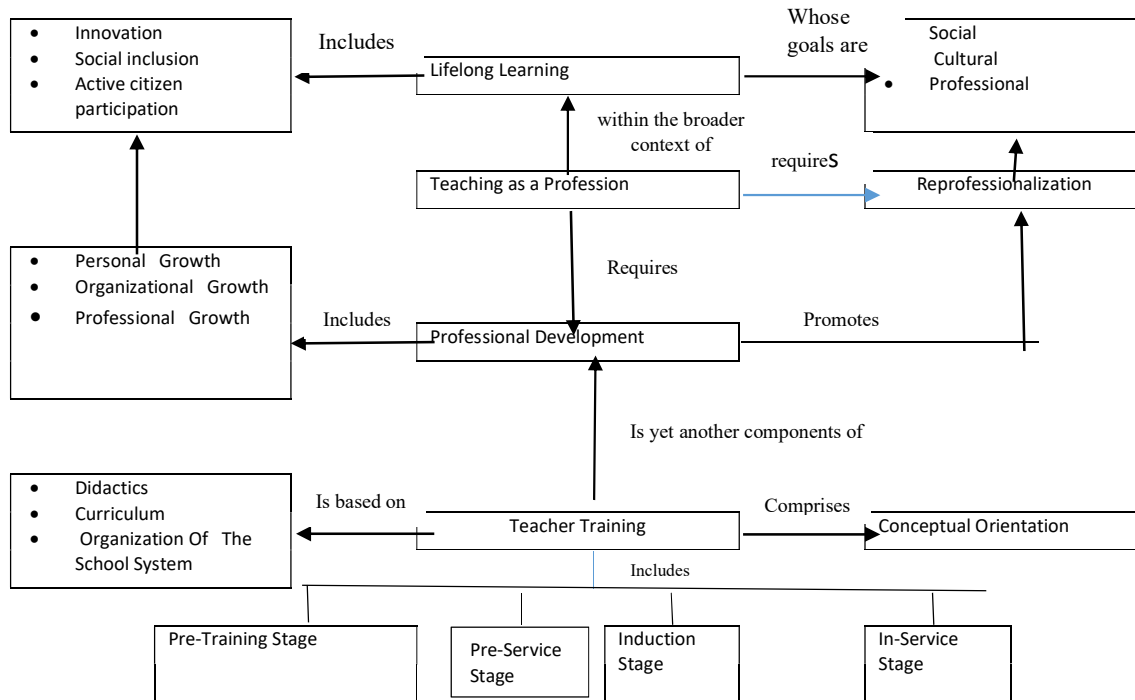 • Innovation
• Social inclusion
• Active citizen
participation
Includes
Lifelong Learning
Whose
goals are
Social
Cultural
• Professional
within the broader
context of
Teaching as a Profession
requireS
Reprofessionalization
• Personal Growth
• Organizational Growth
• Professional Growth
Requires
Includes
Professional Development
Promotes
Is yet another components of
• Didactics
• Curriculum
• Organization Of The
School System
Is based on
Teacher Training
Comprises
Conceptual Orientation
Includes
Pre-Training Stage
Pre-Service
Stage
Induction
Stage
In-Service
Stage